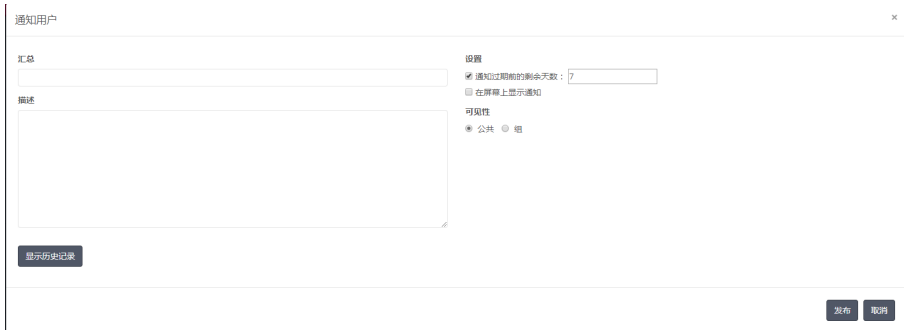 通知用户
×
汇总
设置
通知过期前的剩余天数： 7
在屏幕上显示通知
描述
可见性
公共 组
显示历史记录
发布 取消